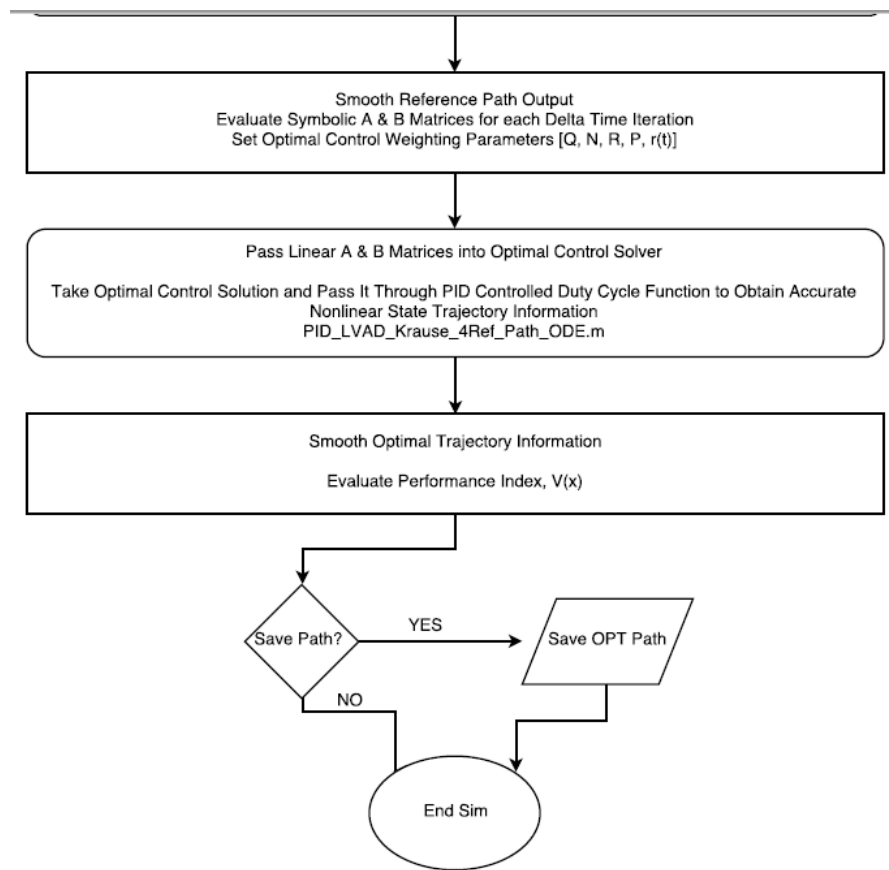 Smooth Reference Path Output
Evaluate Symbolic A & B Matrices for each Delta Time Iteration
Set Optimal Control Weighting Parameters [Q, N, R, P, r(t)]
Pass Linear A & B Matrices into Optimal Control Solver
Take Optimal Control Solution and Pass It Through PID Controlled Duty Cycle Function to Obtain Accurate
Nonlinear State Trajectory Information
PID_LVAD_Krause_4Ref_Path_ODE.m
Smooth Optimal Trajectory Information
Evaluate Performance Index, V(x)
Save Path?
YES
Save OPT Path
NO
End Sim